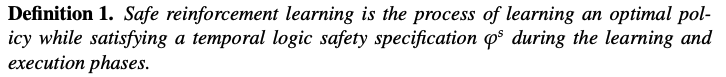 Definition 1. Safe reinforcement learning is the process of learning an optimal pol-
icy while satisfying a temporal logic safety specification φˢ during the learning and
execution phases.